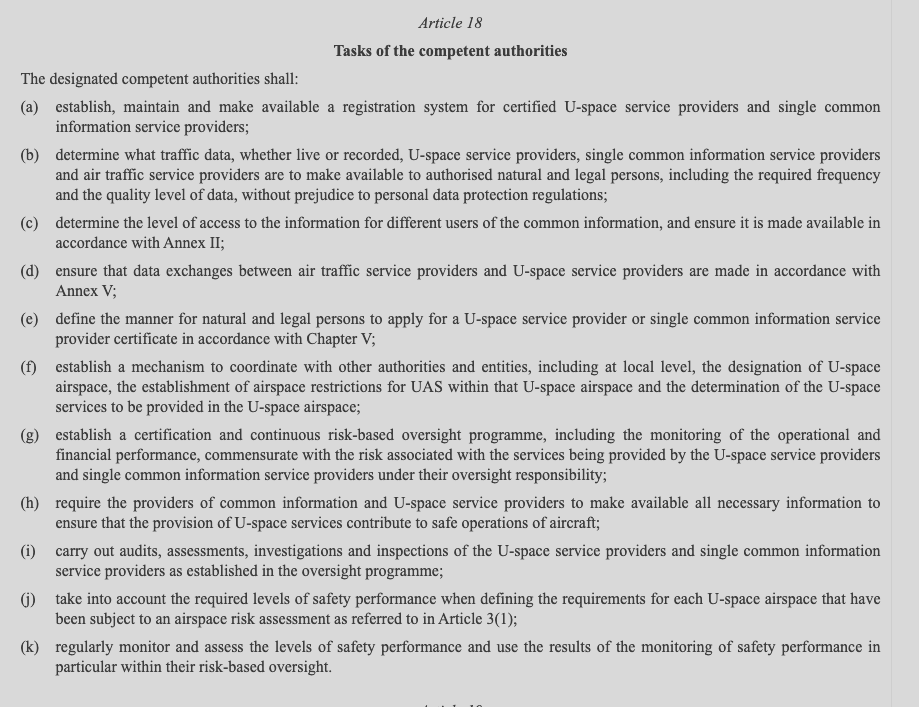 Article 18
Tasks of the competent authorities
The designated competent authorities shall:
(a) establish, maintain and make available a registration system for certified U-space service providers and single common
information service providers;
(b) determine what traffic data, whether live or recorded, U-space service providers, single common information service providers
and air traffic service providers are to make available to authorised natural and legal persons, including the required frequency
and the quality level of data, without prejudice to personal data protection regulations;
(c) determine the level of access to the information for different users of the common information, and ensure it is made available in
accordance with Annex II;
(d) ensure that data exchanges between air traffic service providers and U-space service providers are made in accordance with
Annex V;
(e) define the manner for natural and legal persons to apply for a U-space service provider or single common information service
provider certificate in accordance with Chapter V;
(f) establish a mechanism to coordinate with other authorities and entities, including at local level, the designation of U-space
airspace, the establishment of airspace restrictions for UAS within that U-space airspace and the determination of the U-space
services to be provided in the U-space airspace;
(g) establish a certification and continuous risk-based oversight programme, including the monitoring of the operational and
financial performance, commensurate with the risk associated with the services being provided by the U-space service providers
and single common information service providers under their oversight responsibility;
(h) require the providers of common information and U-space service providers to make available all necessary information to
ensure that the provision of U-space services contribute to safe operations of aircraft;
(i) carry out audits, assessments, investigations and inspections of the U-space service providers and single common information
service providers as established in the oversight programme;
(j) take into account the required levels of safety performance when defining the requirements for each U-space airspace that have
been subject to an airspace risk assessment as referred to in Article 3(1);
(k) regularly monitor and assess the levels of safety performance and use the results of the monitoring of safety performance in
particular within their risk-based oversight.